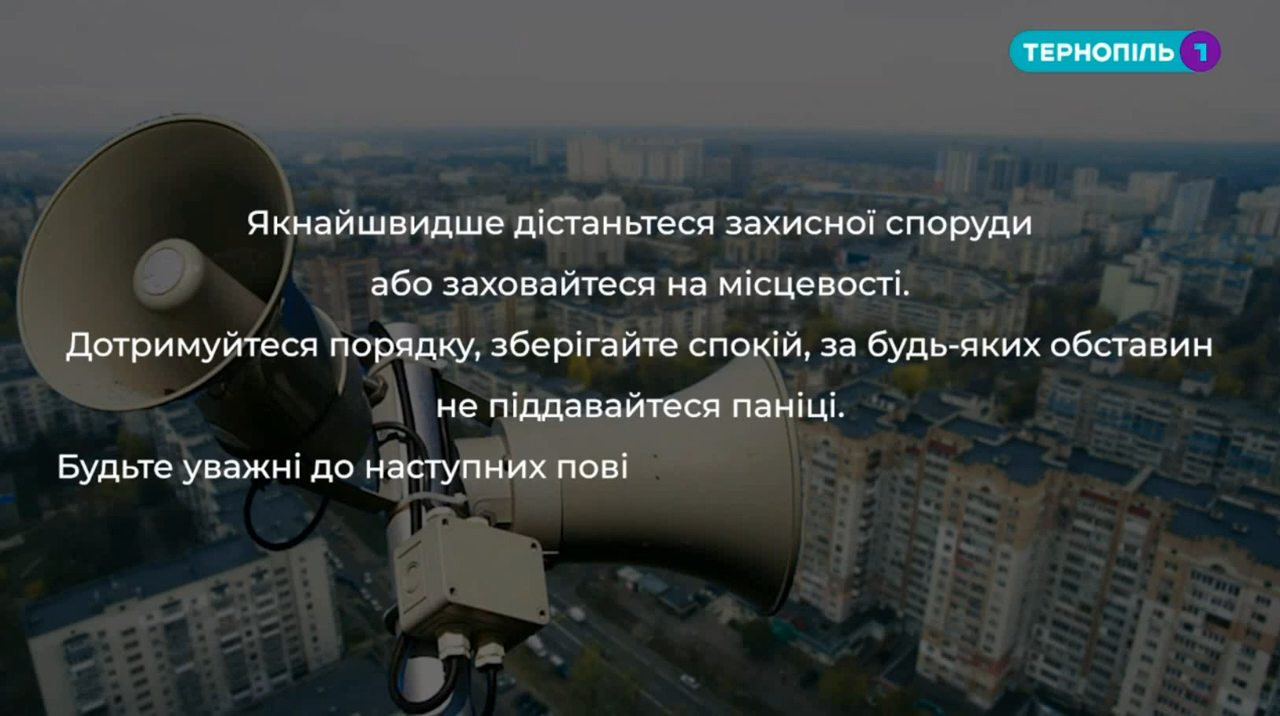 ТЕРНОПІЛЬ 1
Якнайшвидше дістаньтеся захисної споруди
або заховайтеся на місцевості.
Дотримуйтеся порядку, зберігайте спокій, за будь-яких обставин
не піддавайтеся паніці.
Будьте уважні до наступних пові